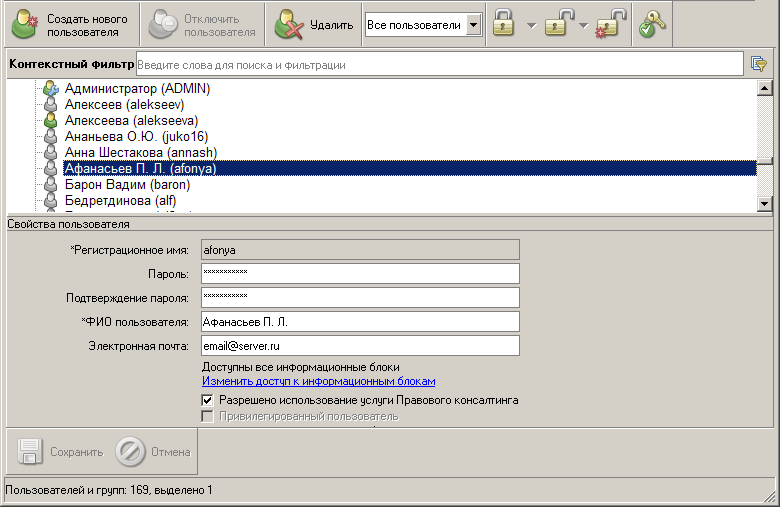 Создать нового
пользователя
Отключить
пользователя
Удалить
Все пользователи
Контекстный фильтр
Введите слова для поиска и фильтрации
Администратор (ADMIN)
Алексеев (alekseev)
Алексеева (alekseeva)
Ананьева О.Ю. (juko16)
Анна Шестакова (annash)
Афанасьев П. Л. (afonya)
Барон Вадим (baron)
Бедретдинова (alf)
Свойства пользователя
*Регистрационное имя: afonya
Пароль: ***********
Подтверждение пароля: ***********
*ФИО пользователя: Афанасьев П. Л.
Электронная почта: email@server.ru
Доступны все информационные блоки
Изменить доступ к информационным блокам
Разрешено использование услуги Правового консалтинга
Привилегированный пользователь
Сохранить
Отмена
Пользователей и групп: 169, выделено 1